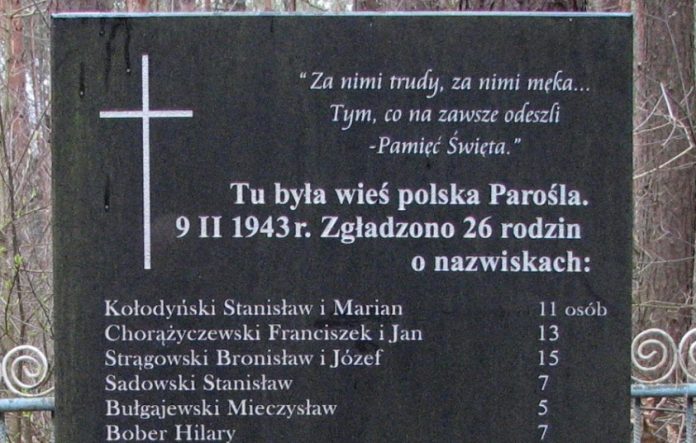 "Za nimi trudy, za nimi męka...
Tym, co na zawsze odeszli
-Pamięć Święta."
Tu była wieś polska Parośla.
9 II 1943 r. Zgładzono 26 rodzin
o nazwiskach:
Kołodyński Stanisław i Marian 11 osób
Chorążyczewski Franciszek i Jan 13
Strągowski Bronisław i Józef 15
Sadowski Stanisław 7
Bułgajewski Mieczysław 5
Bober Hilary 7